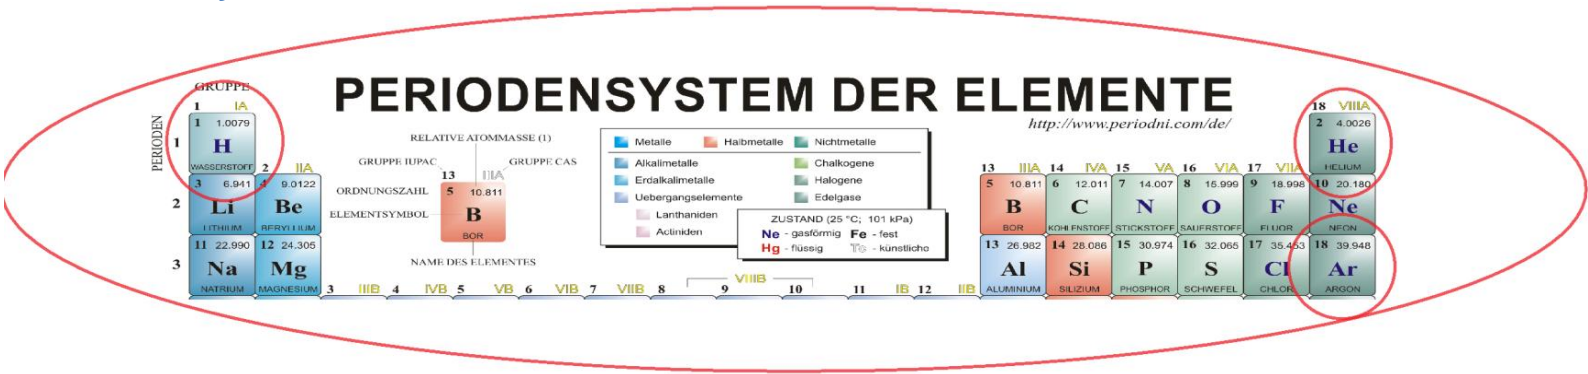 GRUPPE
PERIODENSYSTEM DER ELEMENTE
http://www.periodni.com/de/
PERIODEN
1 IA
18 VIIIA
1
1 1.0079
H
WASSERSTOFF
2 4.0026
He
HELIUM
2 IIA
13 IIIA
14 IVA
15 VA
16 VIA
17 VIIA
2
3 6.941
Li
LITHIUM
4 9.0122
Be
BERYLLIUM
5 10.811
B
BOR
6 12.011
C
KOHLENSTOFF
7 14.007
N
STICKSTOFF
8 15.999
O
SAUERSTOFF
9 18.998
F
FLUOR
10 20.180
Ne
NEON
3
11 22.990
Na
NATRIUM
12 24.305
Mg
MAGNESIUM
13 26.982
Al
ALUMINIUM
14 28.086
Si
SILIZIUM
15 30.974
P
PHOSPHOR
16 32.065
S
SCHWEFEL
17 35.453
Cl
CHLOR
18 39.948
Ar
ARGON
3 IIIB
4 IVB
5 VB
6 VIB
7 VIIB
8
9
10
VIIIB
11 IB
12 IIB
RELATIVE ATOMMASSE (1)
GRUPPE IUPAC
GRUPPE CAS
13 IIIA
ORDNUNGSZAHL
5 10.811
ELEMENTSYMBOL
B
BOR
NAME DES ELEMENTES
Metalle
Halbmetalle
Nichtmetalle
Alkalimetalle
Chalkogene
Erdalkalimetalle
Halogene
Uebergangselemente
Edelgase
Lanthaniden
Actiniden
ZUSTAND (25 °C; 101 kPa)
Ne - gasförmig
Fe - fest
Hg - flüssig
Tc - künstliche